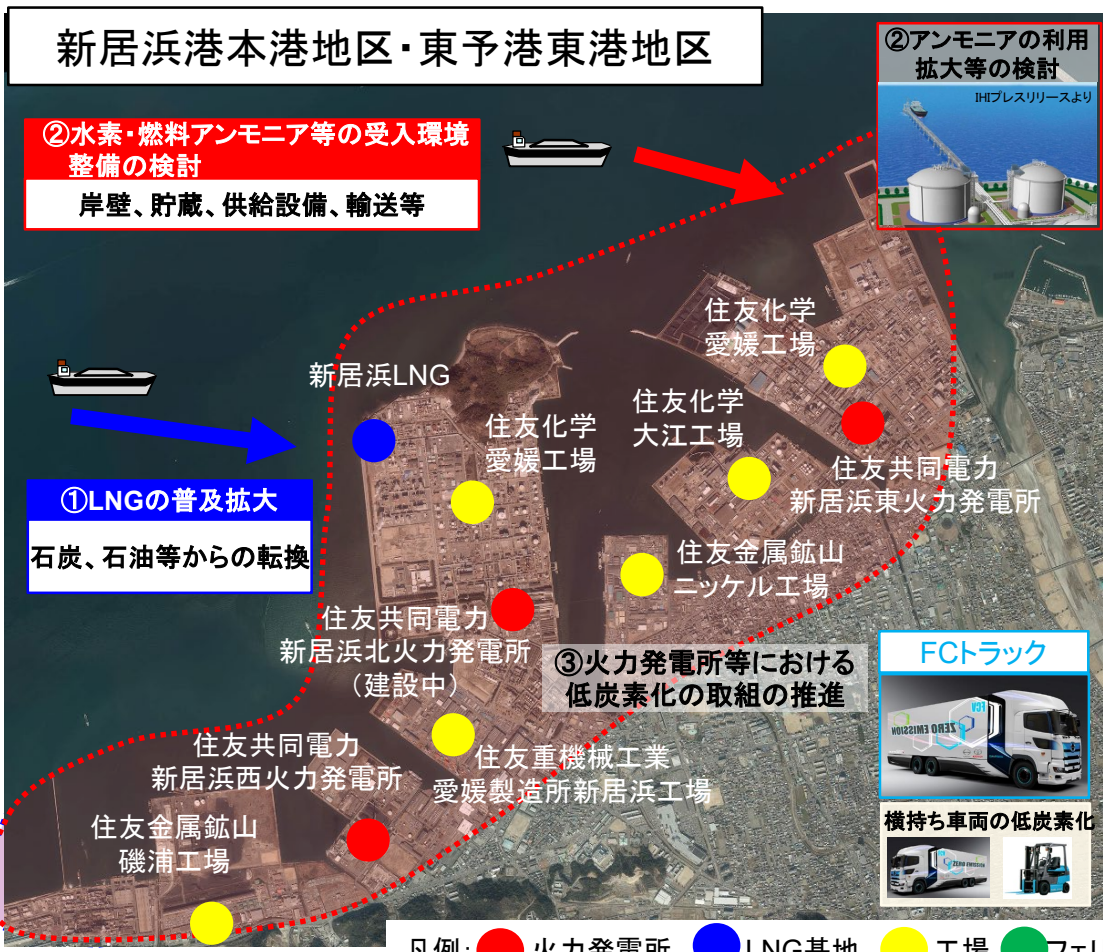 新居浜港本港地区・東予港東港地区
②アンモニアの利用
拡大等の検討
IHIプレスリリースより
②水素・燃料アンモニア等の受入環境
整備の検討
岸壁、貯蔵、供給設備、輸送等
住友化学
愛媛工場
新居浜LNG
住友化学
大江工場
住友化学
愛媛工場
住友共同電力
新居浜東火力発電所
①LNGの普及拡大
石炭、石油等からの転換
住友金属鉱山
ニッケル工場
住友共同電力
新居浜北火力発電所
（建設中）
③火力発電所等における
低炭素化の取組の推進
FCトラック
FCV
ZERO EMISSION
住友共同電力
新居浜西火力発電所
住友重機械工業
愛媛製造所新居浜工場
横持ち車両の低炭素化
ZERO EMISSION
住友金属鉱山
磯浦工場
凡例： 火力発電所 LNG基地 工場 フェリ